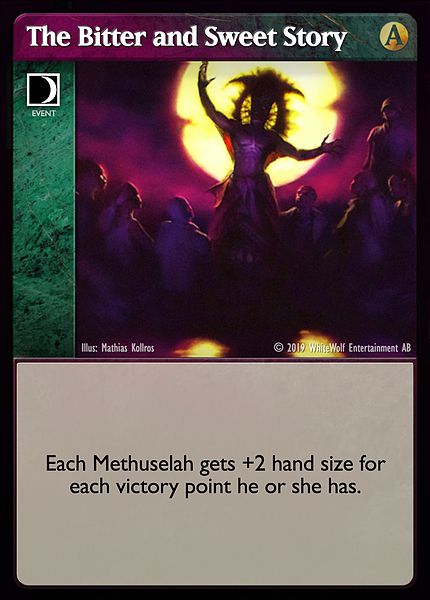 The Bitter and Sweet Story
A
EVENT
Illus: Mathias Kollros
© 2019 WhiteWolf Entertainment AB
Each Methuselah gets +2 hand size for
each victory point he or she has.